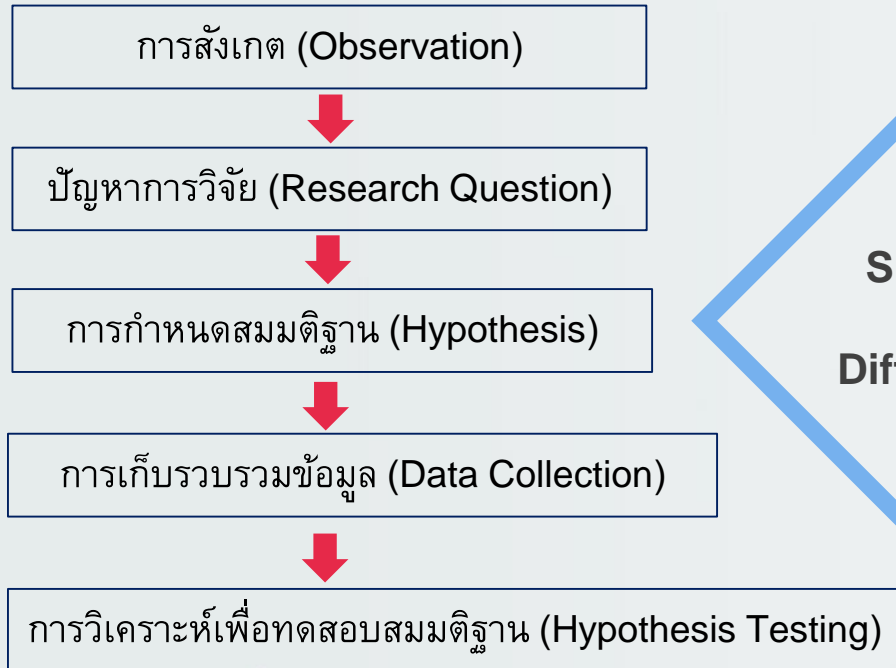 การสังเกต (Observation)
ปัญหาการวิจัย (Research Question)
การกำหนดสมมติฐาน (Hypothesis)
การเก็บรวบรวมข้อมูล (Data Collection)
การวิเคราะห์เพื่อทดสอบสมมติฐาน (Hypothesis Testing)